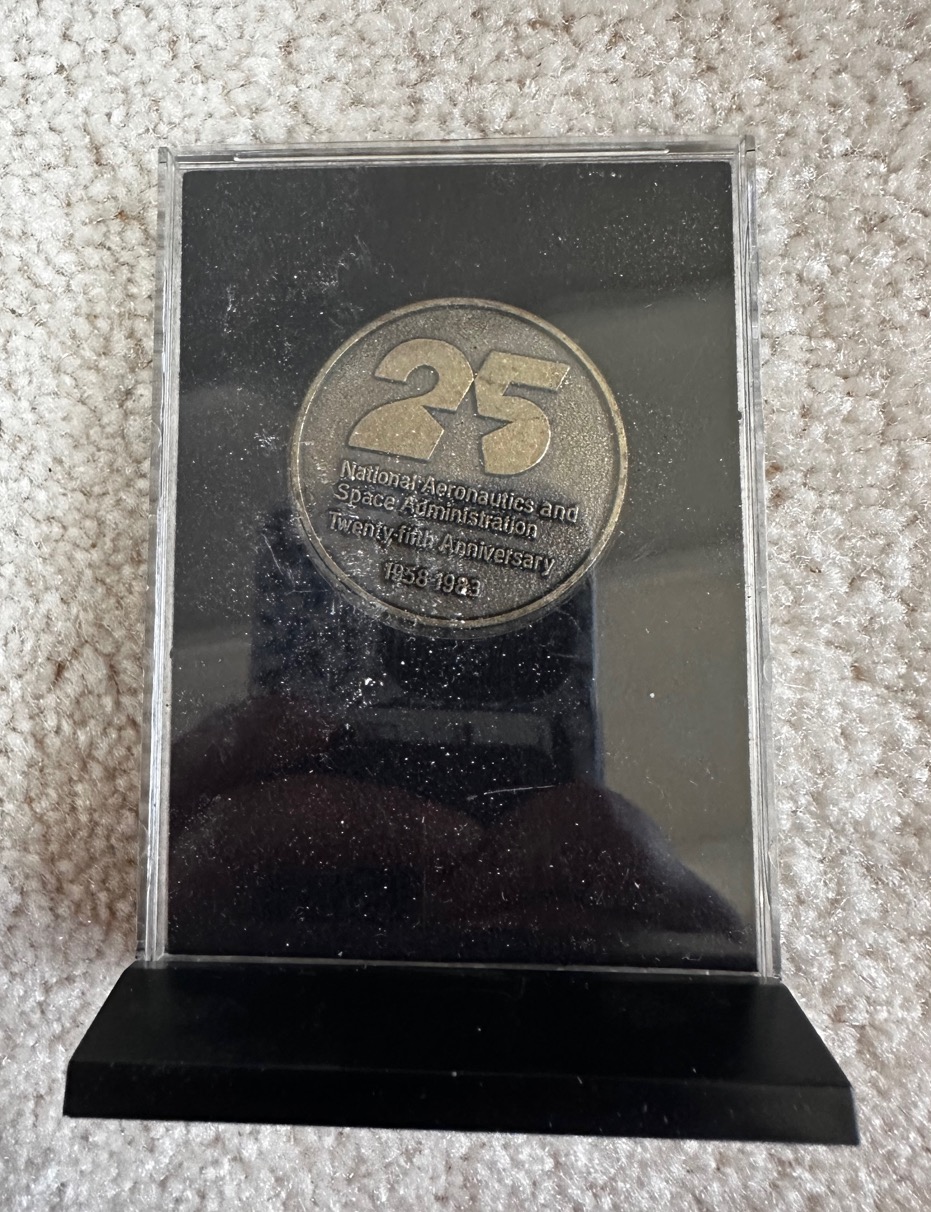 25
National Aeronautics and
Space Administration
Twenty-fifth Anniversary
1958-1983